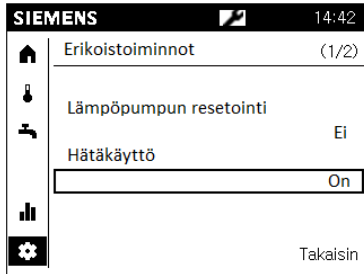 SIEMENS 14:42
Erikoistoiminnot (1/2)
Lämpöpumpun resetointi
Ei
Hätäkäyttö
On
Takaisin